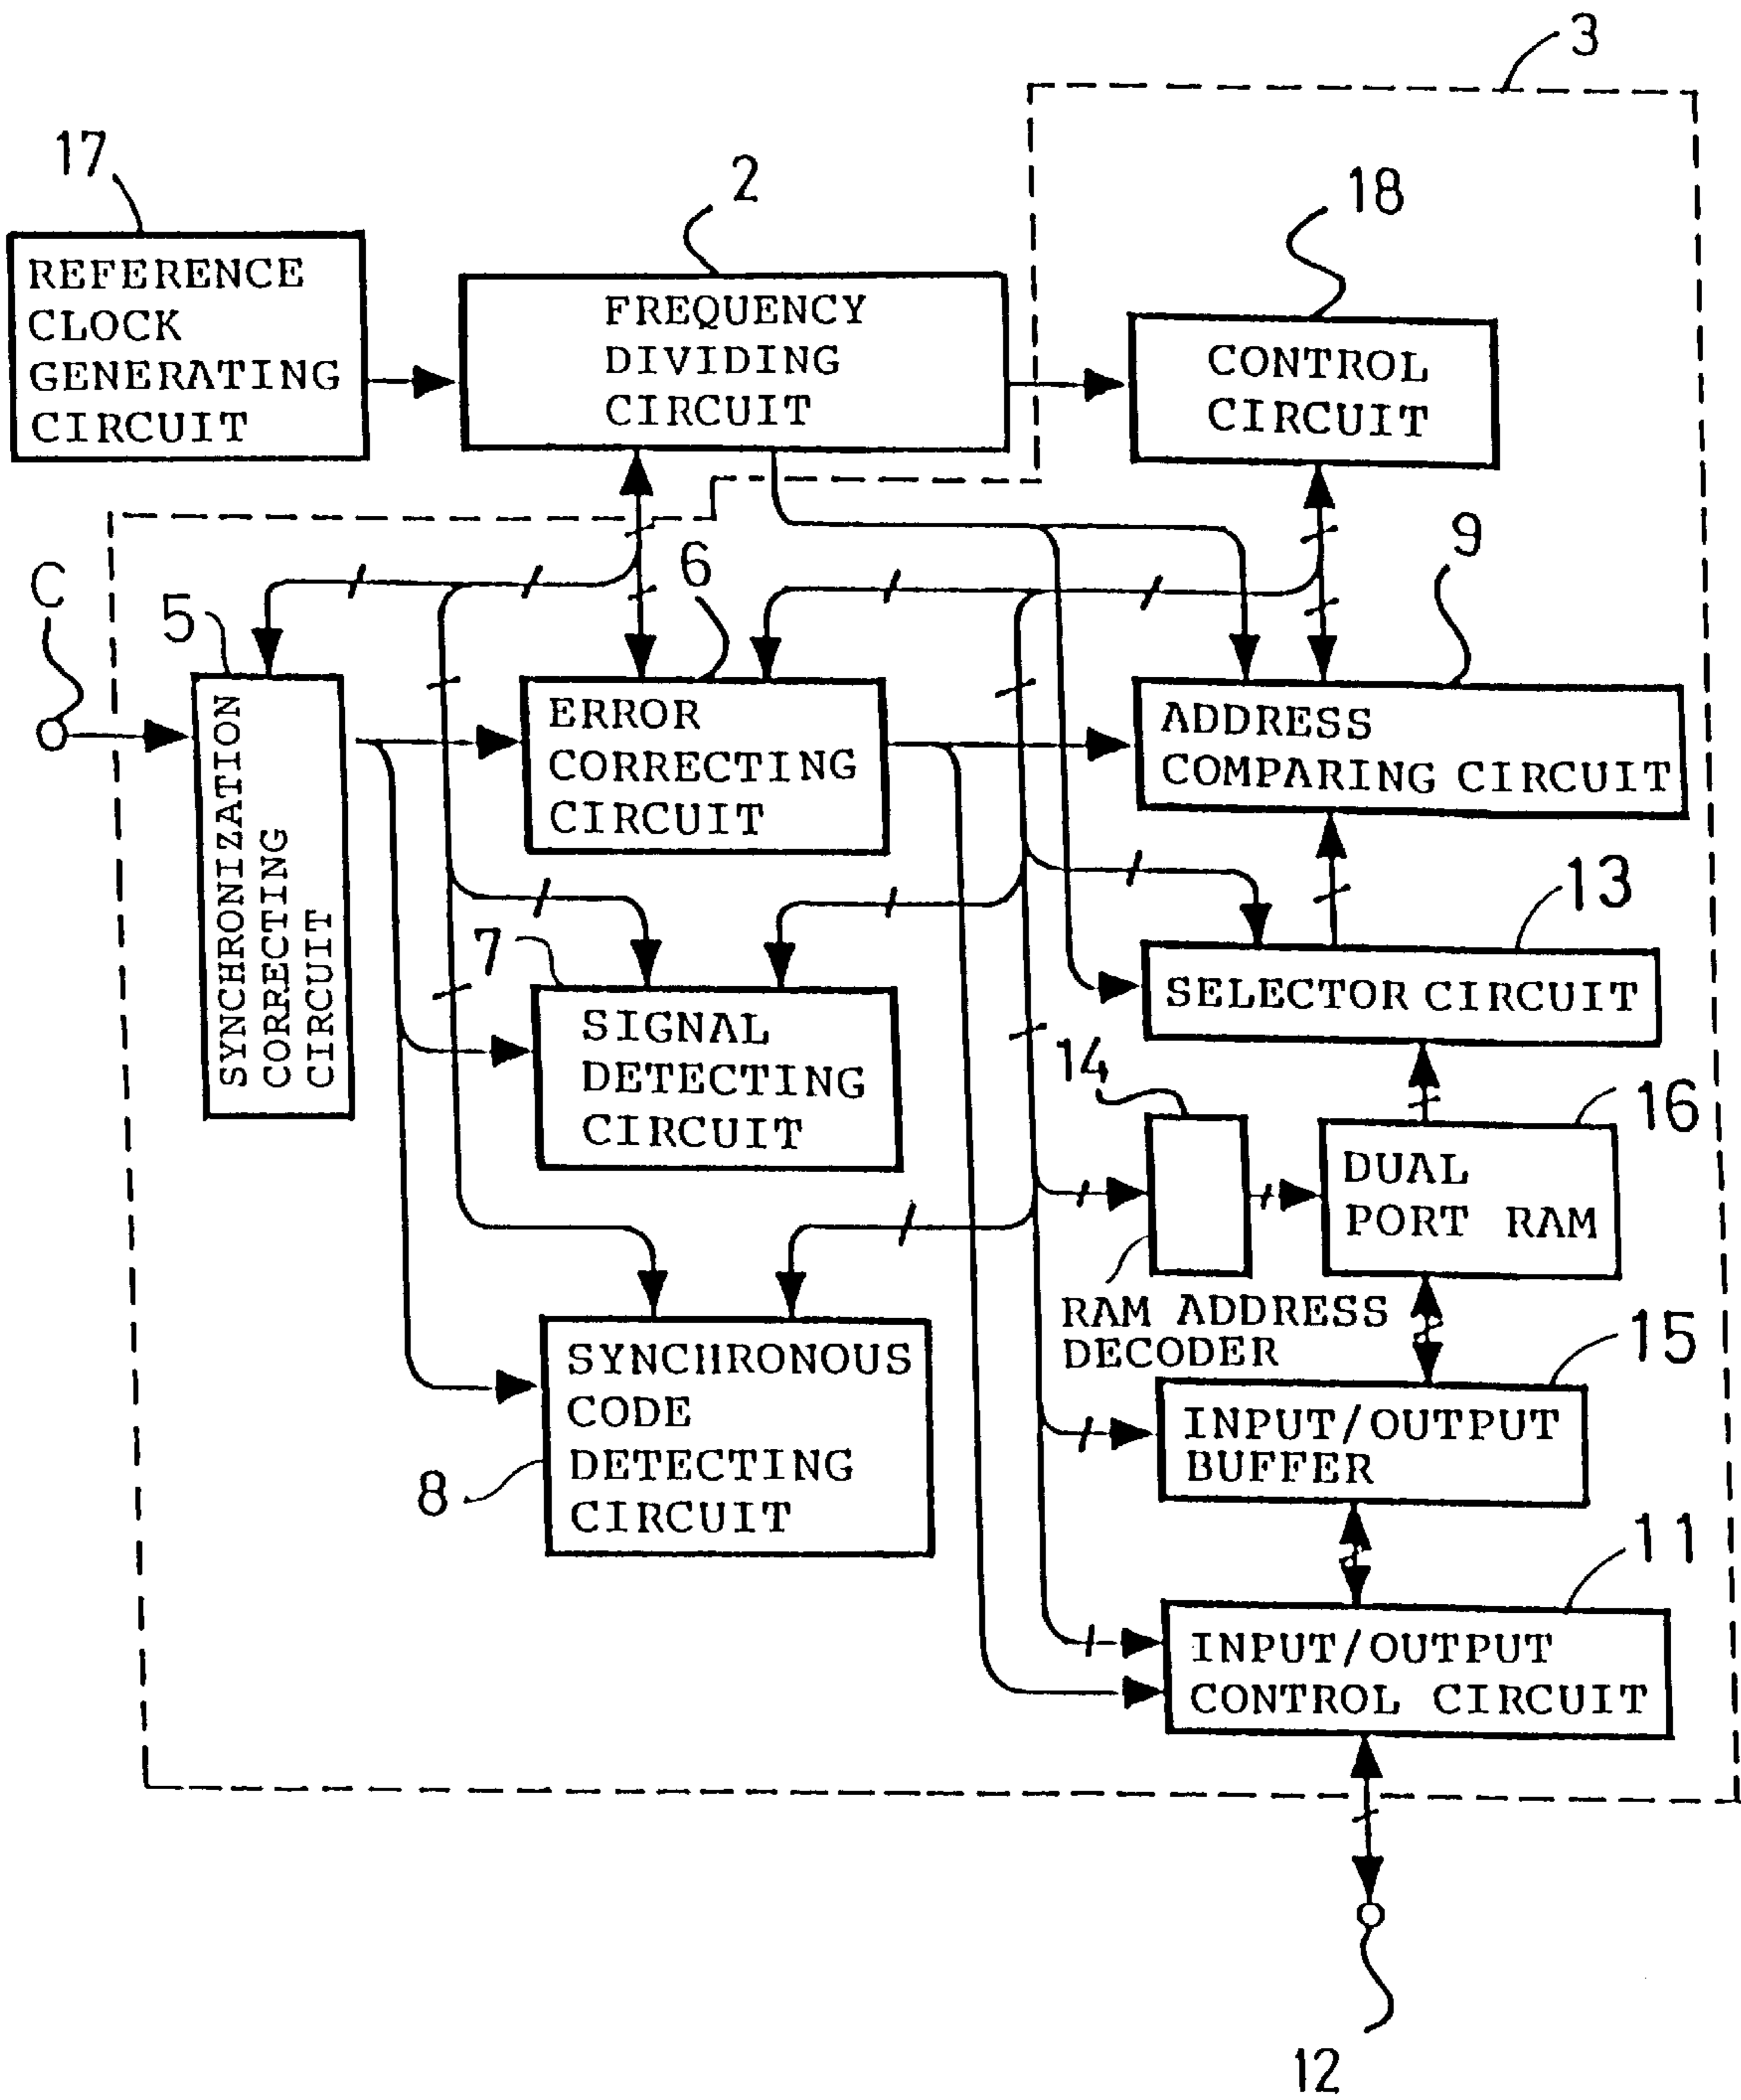 3
17
2
18
REFERENCE
CLOCK
GENERATING
CIRCUIT
FREQUENCY
DIVIDING
CIRCUIT
CONTROL
CIRCUIT
C
5
6
9
SYNCHRONIZATION
CORRECTING
CIRCUIT
ERROR
CORRECTING
CIRCUIT
ADDRESS
COMPARING CIRCUIT
13
7
SIGNAL
DETECTING
CIRCUIT
SELECTOR CIRCUIT
14
16
DUAL
PORT RAM
RAM ADDRESS
DECODER
15
SYNCHRONOUS
CODE
DETECTING
CIRCUIT
8
INPUT/OUTPUT
BUFFER
11
INPUT/OUTPUT
CONTROL CIRCUIT
12